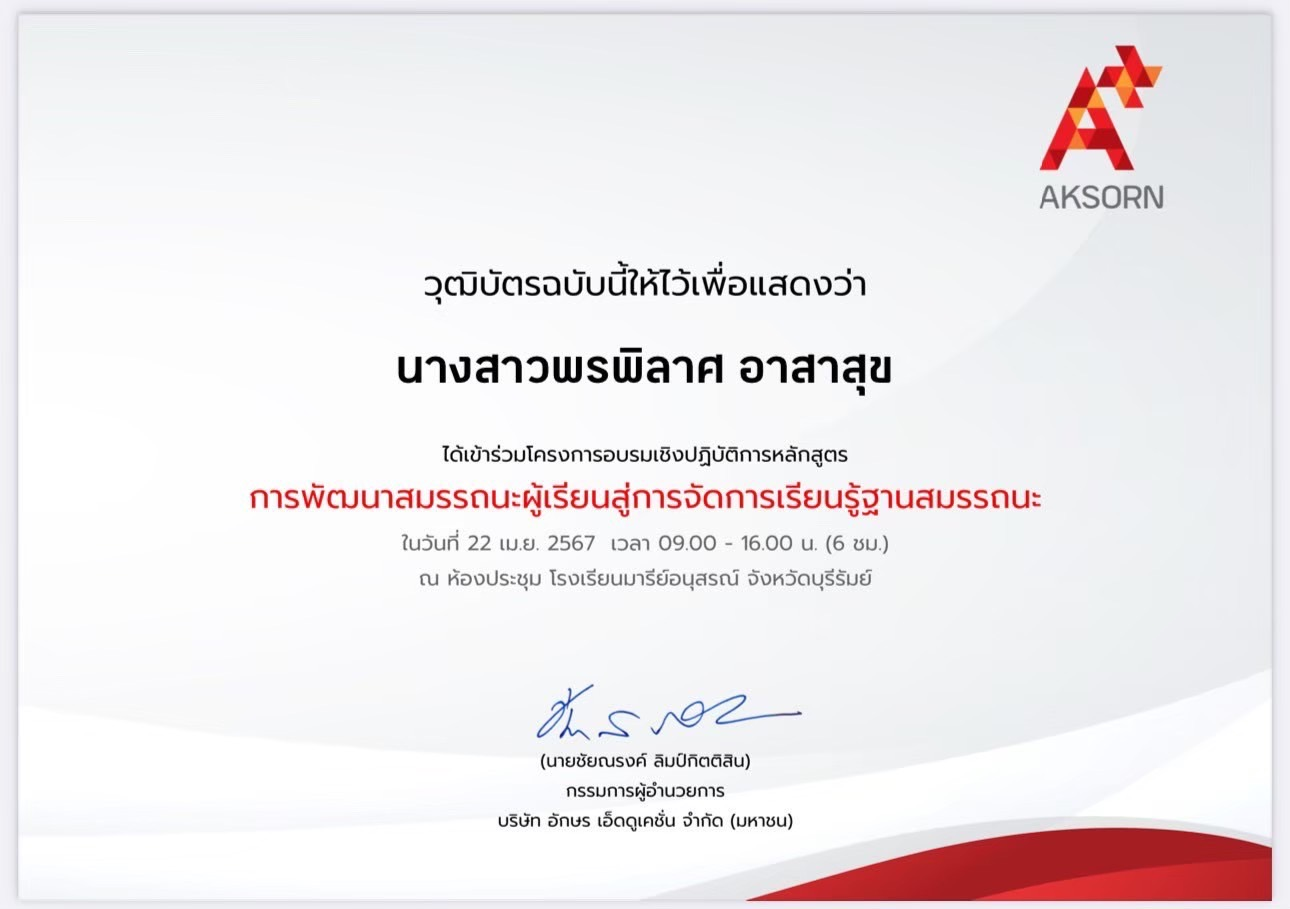 AKSORN
วุฒิบัตรฉบับนี้ให้ไว้เพื่อแสดงว่า
นางสาวพรพิลาศ อาสาสุข
ได้เข้าร่วมโครงการอบรมเชิงปฏิบัติการหลักสูตร
การพัฒนาสมรรถนะผู้เรียนสู่การจัดการเรียนรู้ฐานสมรรถนะ
ในวันที่ 22 เม.ย. 2567 เวลา 09.00 - 16.00 น. (6 ชม.)
ณ ห้องประชุม โรงเรียนมารีย์อนุสรณ์ จังหวัดบุรีรัมย์
(นายชัยณรงค์ ลิมป์กิตติสิน)
กรรมการผู้อำนวยการ
บริษัท อักษร เอ็ดดูเคชั่น จำกัด (มหาชน)